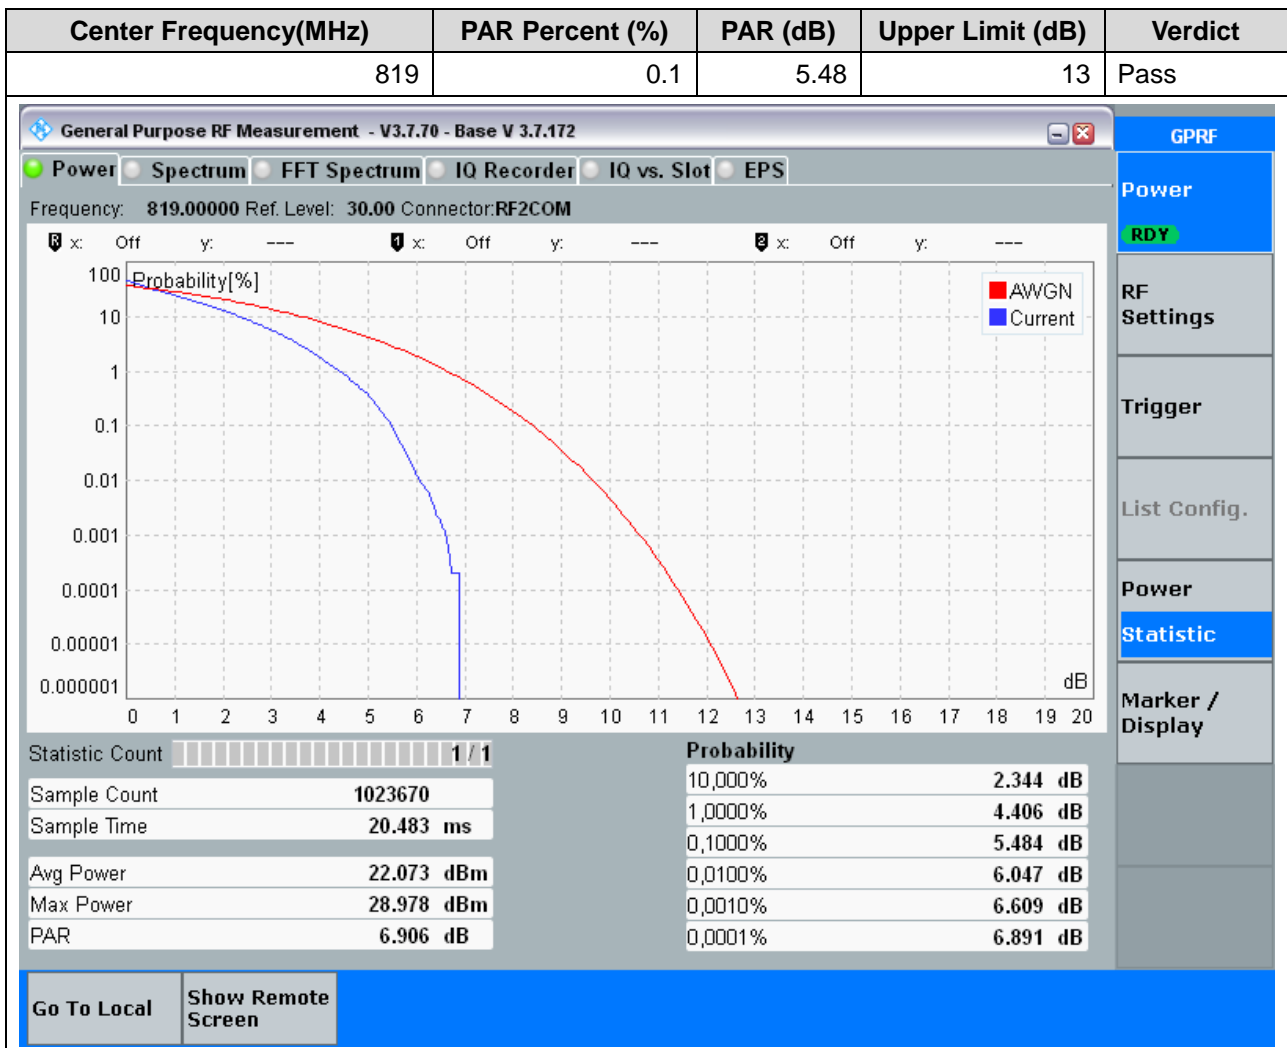 Center Frequency(MHz) PAR Percent (%) PAR (dB) Upper Limit (dB) Verdict
819 0.1 5.48 13 Pass
General Purpose RF Measurement - V3.7.70 - Base V 3.7.172
GPRF
Power Spectrum FFT Spectrum IQ Recorder IQ vs. Slot EPS
Frequency: 819.00000 Ref. Level: 30.00 Connector:RF2COM
Power
RDY
R x: Off y: --- 1 x: Off y: --- 2 x: Off y: ---
100 Probability[%]
10
1
0.1
0.01
0.001
0.0001
0.00001
0.000001
AWGN
Current
dB
0 1 2 3 4 5 6 7 8 9 10 11 12 13 14 15 16 17 18 19 20
RF
Settings
Trigger
List Config.
Power
Statistic
Marker /
Display
Statistic Count 1 / 1
Sample Count 1023670
Sample Time 20.483 ms
Avg Power 22.073 dBm
Max Power 28.978 dBm
PAR 6.906 dB
Probability
10,000% 2.344 dB
1,0000% 4.406 dB
0,1000% 5.484 dB
0,0100% 6.047 dB
0,0010% 6.609 dB
0,0001% 6.891 dB
Go To Local
Show Remote
Screen